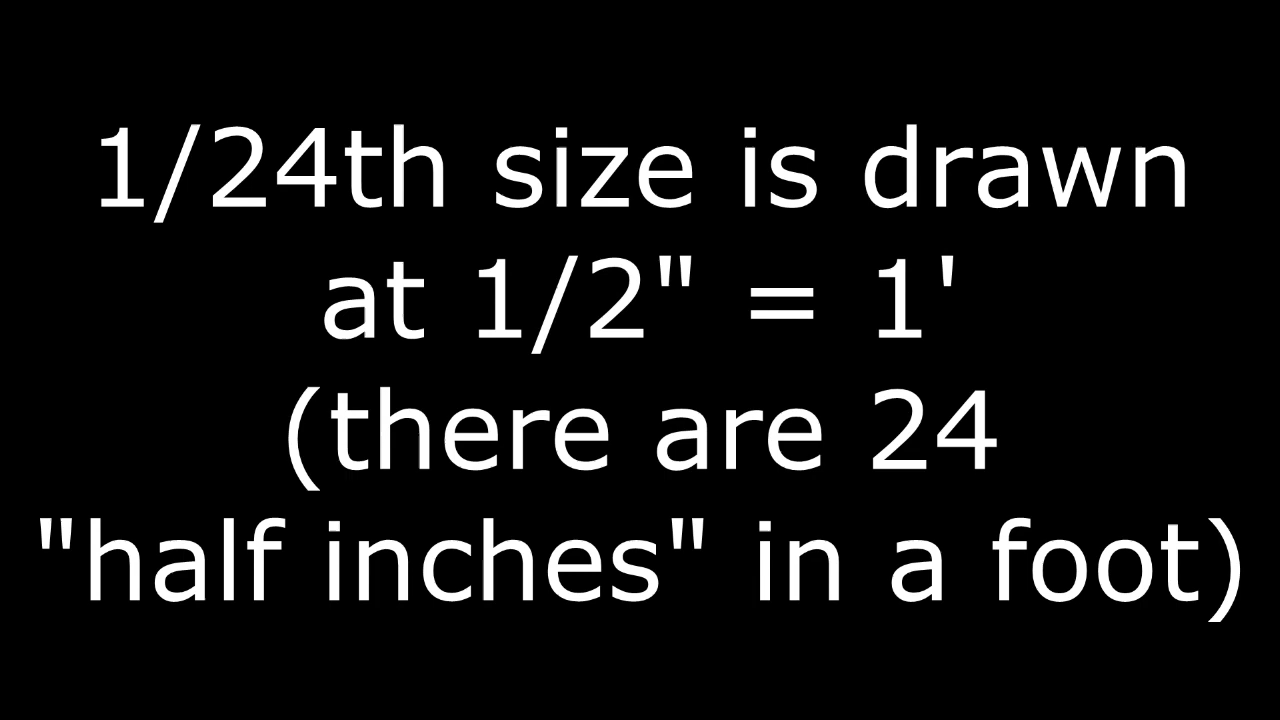 1/24th size is drawn
at 1/2" = 1'
(there are 24
"half inches" in a foot)